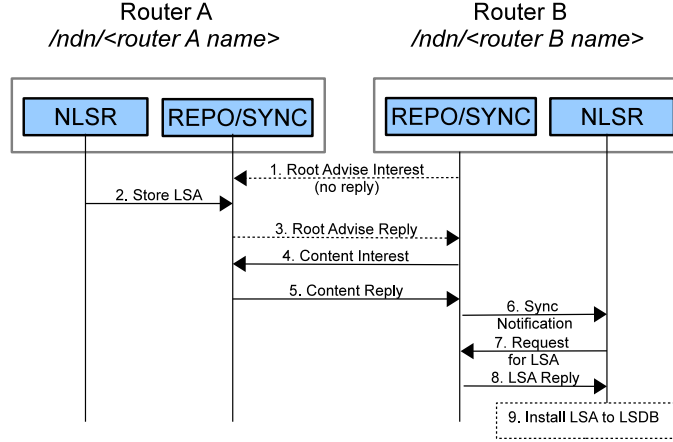 Router A
/ndn/<router A name>
Router B
/ndn/<router B name>
NLSR
REPO/SYNC
REPO/SYNC
NLSR
1. Root Advise Interest
(no reply)
2. Store LSA
3. Root Advise Reply
4. Content Interest
5. Content Reply
6. Sync
Notification
7. Request
for LSA
8. LSA Reply
9. Install LSA to LSDB